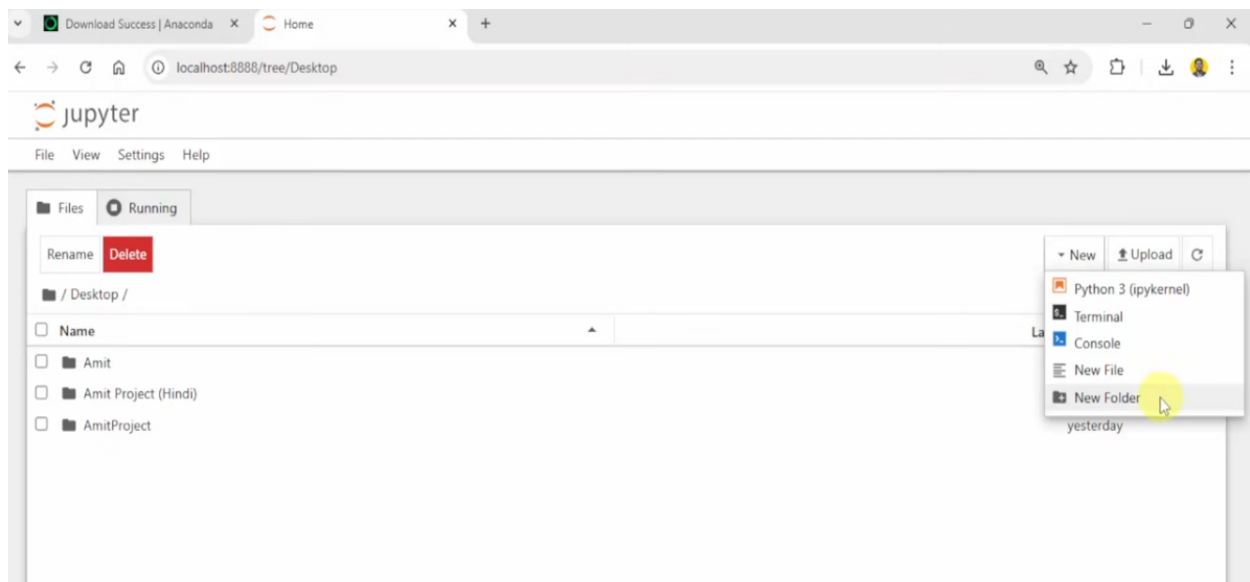 Download Success | Anaconda
Home
localhost:8888/tree/Desktop
jupyter
File View Settings Help
Files Running
Rename Delete
New Upload
/ Desktop /
Name
La
Python 3 (ipykernel)
Terminal
Console
New File
New Folder
Amit
Amit Project (Hindi)
AmitProject
yesterday